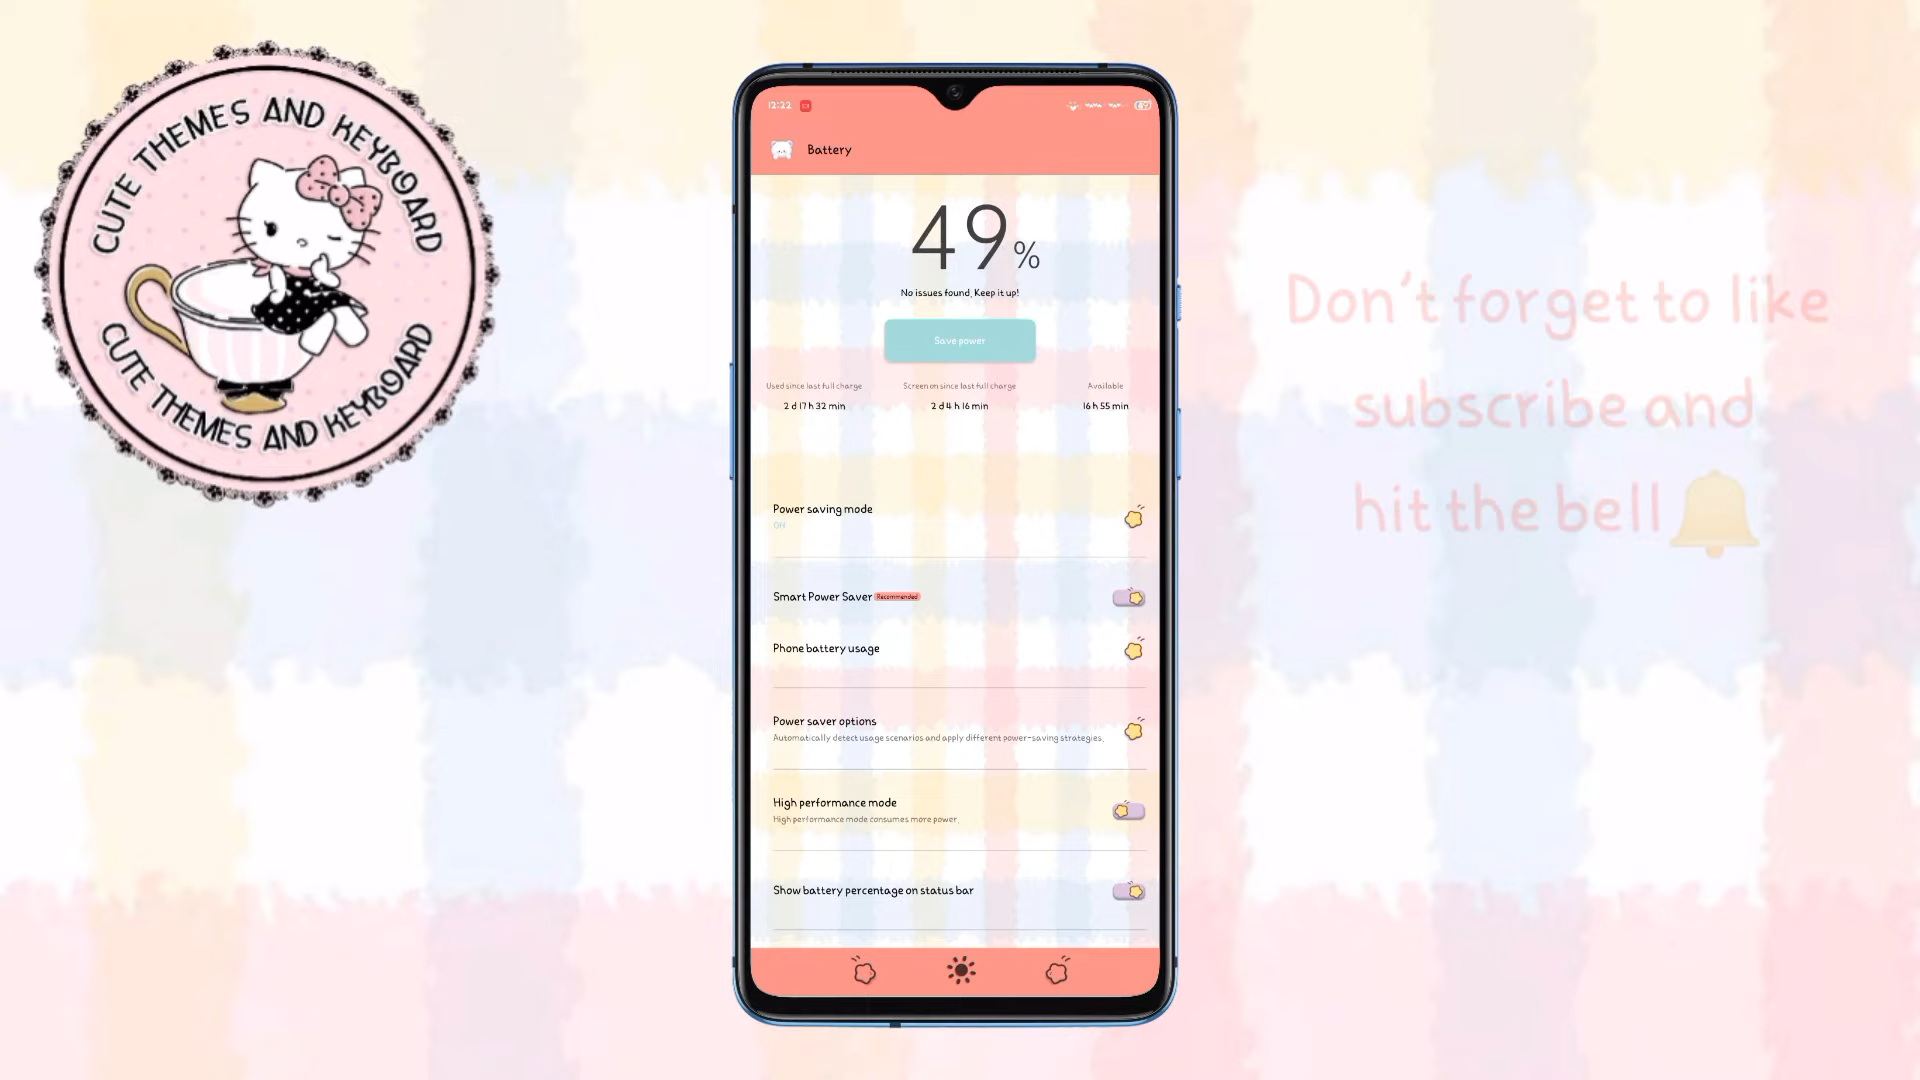 CUTE THEMES AND KEYBOARD
CUTE THEMES AND KEYBOARD
12:22
Battery
49%
No issues found. Keep it up!
Save power
Used since last full charge
Screen on since last full charge
Available
2 d 17 h 32 min
2 d 4 h 16 min
16 h 55 min
Power saving mode
Off
Smart Power Saver Recommended
Phone battery usage
Power saver options
Automatically detect usage scenarios and apply different power-saving strategies.
High performance mode
High performance mode consumes more power.
Show battery percentage on status bar
Don't forget to like
subscribe and
hit the bell